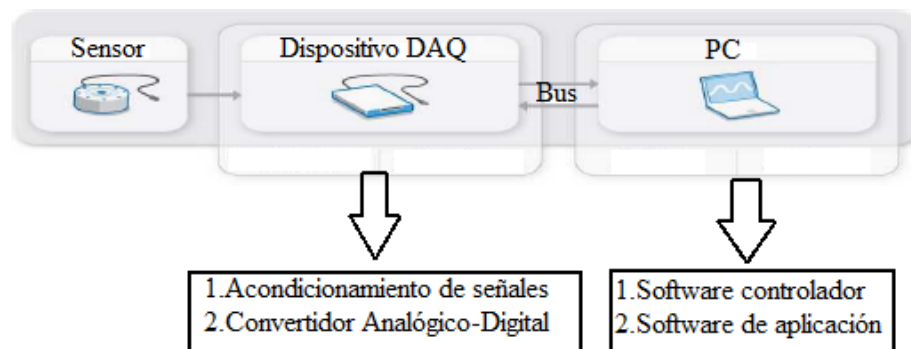 Sensor
Dispositivo DAQ
PC
Bus
1.Acondicionamiento de señales
2.Convertidor Analógico-Digital
1.Software controlador
2.Software de aplicación